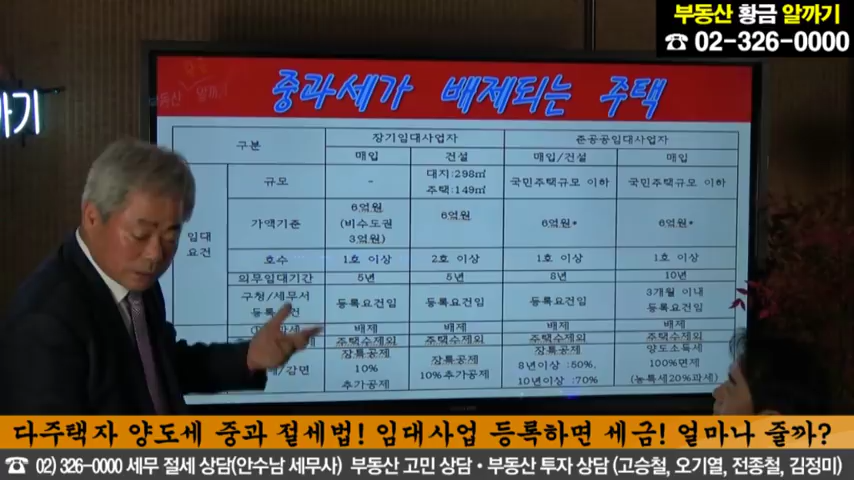 부동산 황금 알까기
☎ 02-326-0000
까기
중과세가 배제되는 주택
구분 장기임대사업자 준공공임대사업자
매입 건설 매입/건설 매입
임대
요건
규모 - 대지:298㎡ 국민주택규모 이하 국민주택규모 이하
주택:149㎡
가액기준 6억원 6억원 6억원* 6억원*
(비수도권
3억원)
호수 1호 이상 2호 이상 1호 이상 1호 이상
의무임대기간 5년 5년 8년 10년
구청/세무서 등록요건임 등록요건임 등록요건임 3개월 이내
등록 등록요건임
배제 배제 배제 배제
주택수제외 주택수제외 주택수제외 주택수제외
/감면 장특공제 장특공제 장특공제 양도소득세
10% 10%추가공제 8년이상 :50%, 100%면제
추가공제 10년이상 :70% (농특세20%과세)
다주택자 양도세 중과 절세법! 임대사업 등록하면 세금! 얼마나 줄까?
☎ 02) 326-0000 세무 절세 상담(안수남 세무사) 부동산 고민 상담·부동산 투자 상담 (고승철, 오기열, 전종철, 김정미)